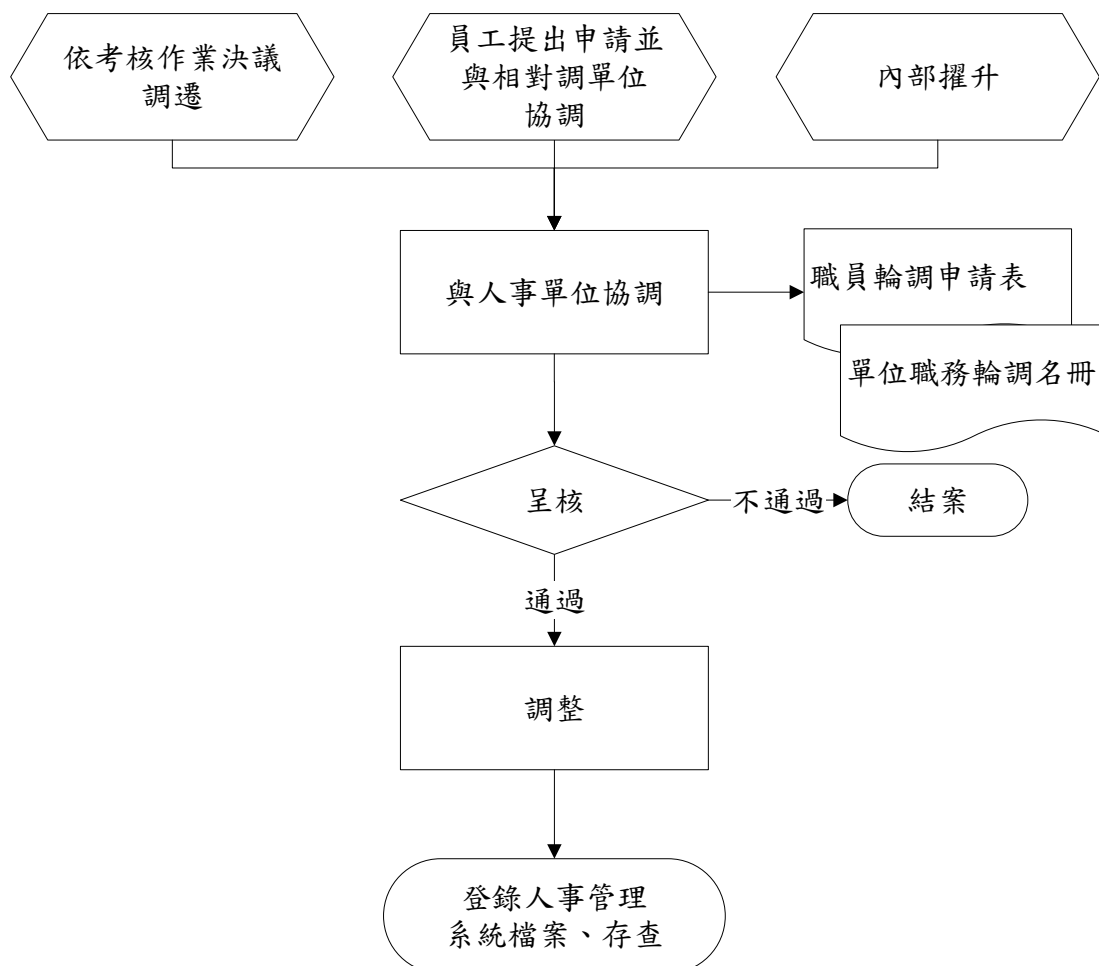 依考核作業決議
調遷
員工提出申請並
與相對調單位
協調
內部擢升
與人事單位協調
職員輪調申請表
單位職務輪調名冊
呈核
不通過
結案
通過
調整
登錄人事管理
系統檔案、存查